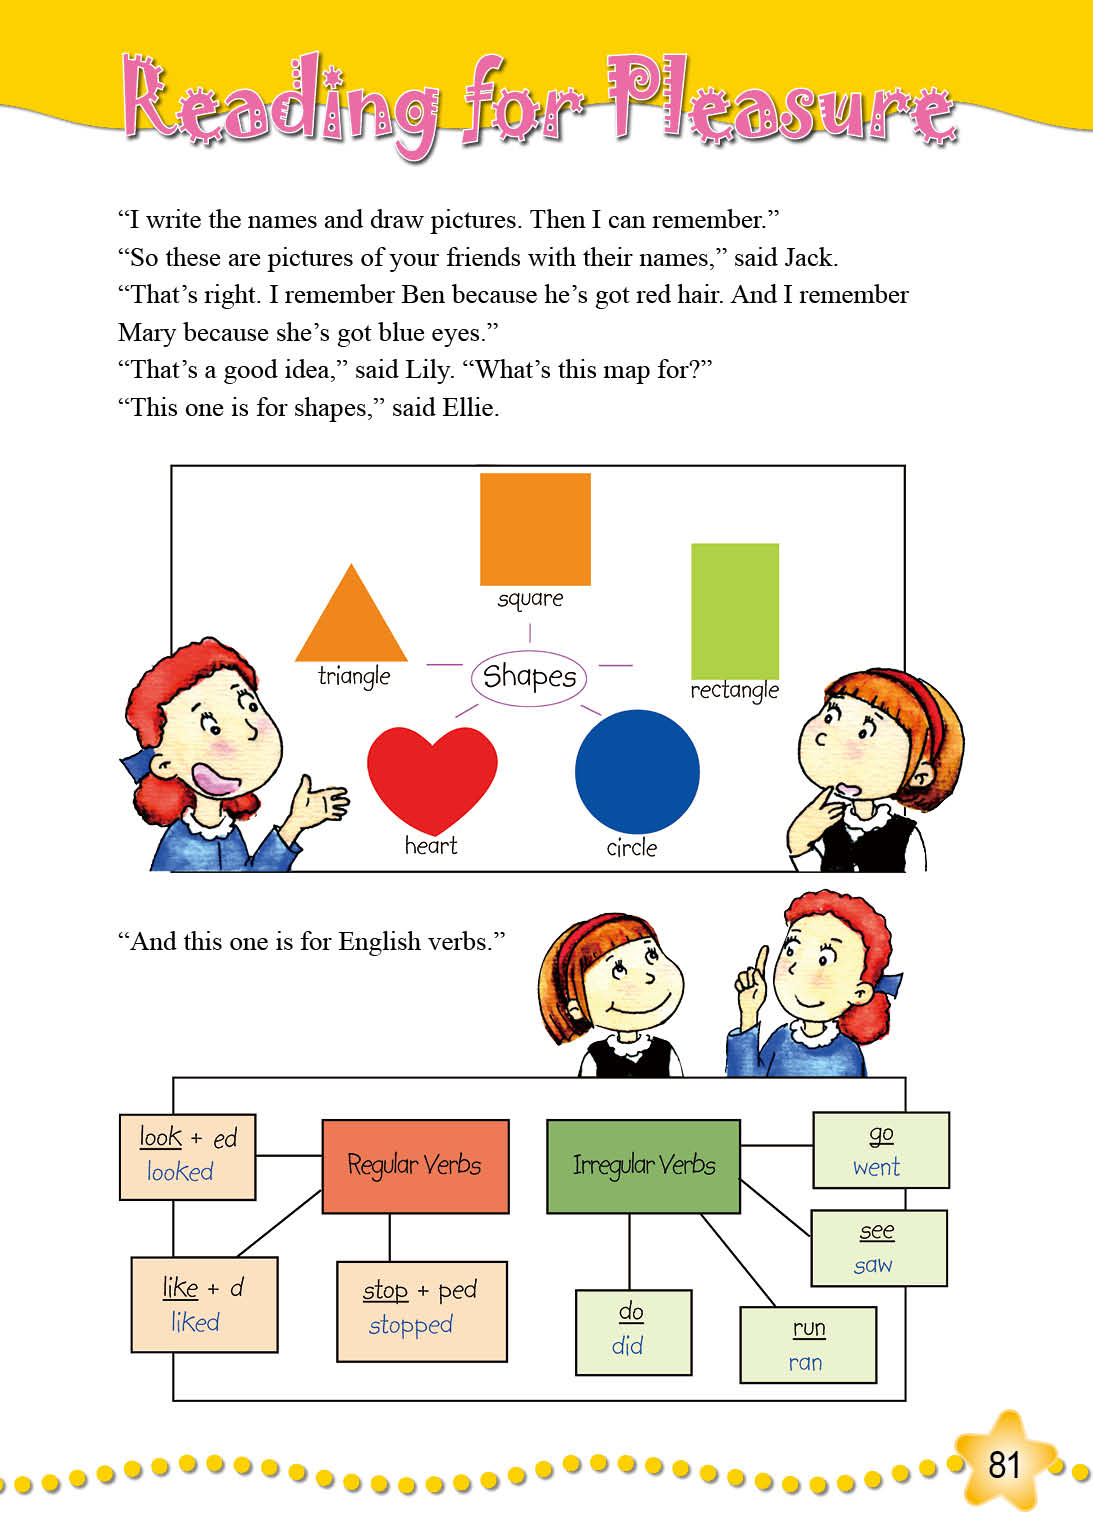 Reading for Pleasure
“I write the names and draw pictures. Then I can remember.”
“So these are pictures of your friends with their names,” said Jack.
“That’s right. I remember Ben because he’s got red hair. And I remember
Mary because she’s got blue eyes.”
“That’s a good idea,” said Lily. “What’s this map for?”
“This one is for shapes,” said Ellie.
square
triangle
Shapes
rectangle
heart
circle
“And this one is for English verbs.”
look + ed
looked
Regular Verbs
Irregular Verbs
go
went
see
saw
like + d
liked
stop + ped
stopped
do
did
run
ran
81